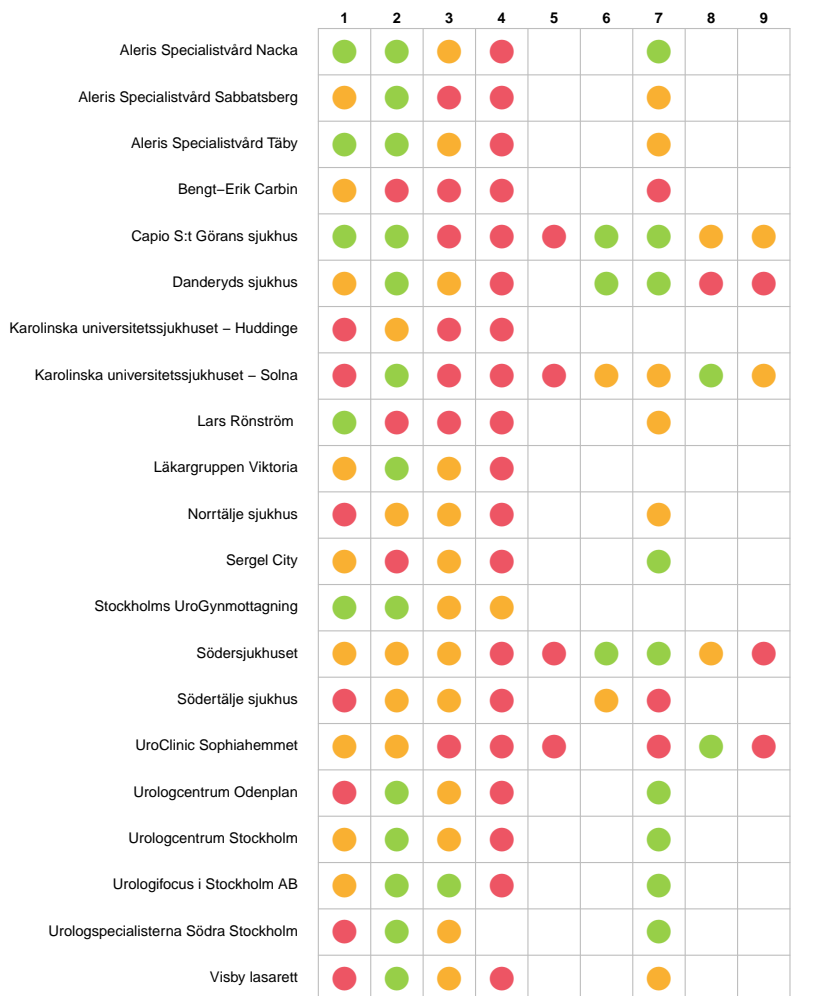 1 2 3 4 5 6 7 8 9
Aleris Specialistvård Nacka
Aleris Specialistvård Sabbatsberg
Aleris Specialistvård Täby
Bengt−Erik Carbin
Capio S:t Görans sjukhus
Danderyds sjukhus
Karolinska universitetssjukhuset − Huddinge
Karolinska universitetssjukhuset − Solna
Lars Rönström
Läkargruppen Viktoria
Norrtälje sjukhus
Sergel City
Stockholms UroGynmottagning
Södersjukhuset
Södertälje sjukhus
UroClinic Sophiahemmet
Urologcentrum Odenplan
Urologcentrum Stockholm
Urologifocus i Stockholm AB
Urologspecialisterna Södra Stockholm
Visby lasarett